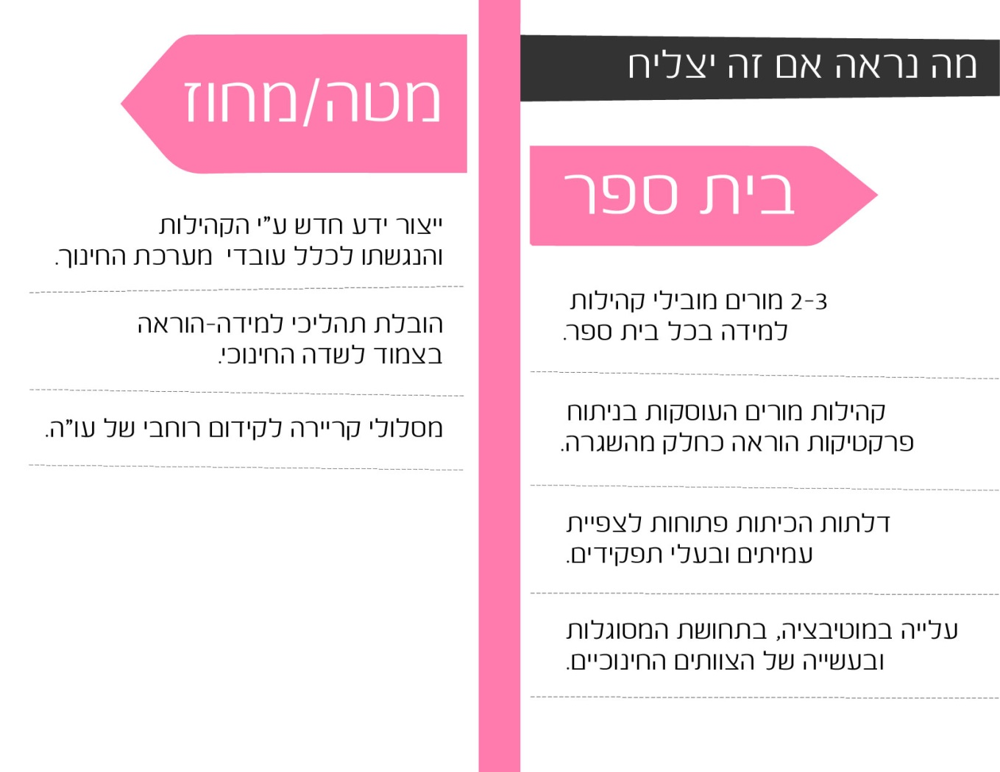 מה נראה אם זה יצליח
בית ספר
2-3 מורים מובילי קהילות
למידה בכל בית ספר.
קהילות מורים העוסקות בניתוח
פרקטיקות הוראה כחלק מהשגרה.
דלתות הכיתות פתוחות לצפיית
עמיתים ובעלי תפקידים.
עלייה במוטיבציה, בתחושת המסוגלות
ובעשייה של הצוותים החינוכיים.
מטה/מחוז
ייצור ידע חדש ע"י הקהילות
והנגשתו לכלל עובדי מערכת החינוך.
הובלת תהליכי למידה-הוראה
בצמוד לשדה החינוכי.
מסלולי קריירה לקידום רוחבי של עו"ה.